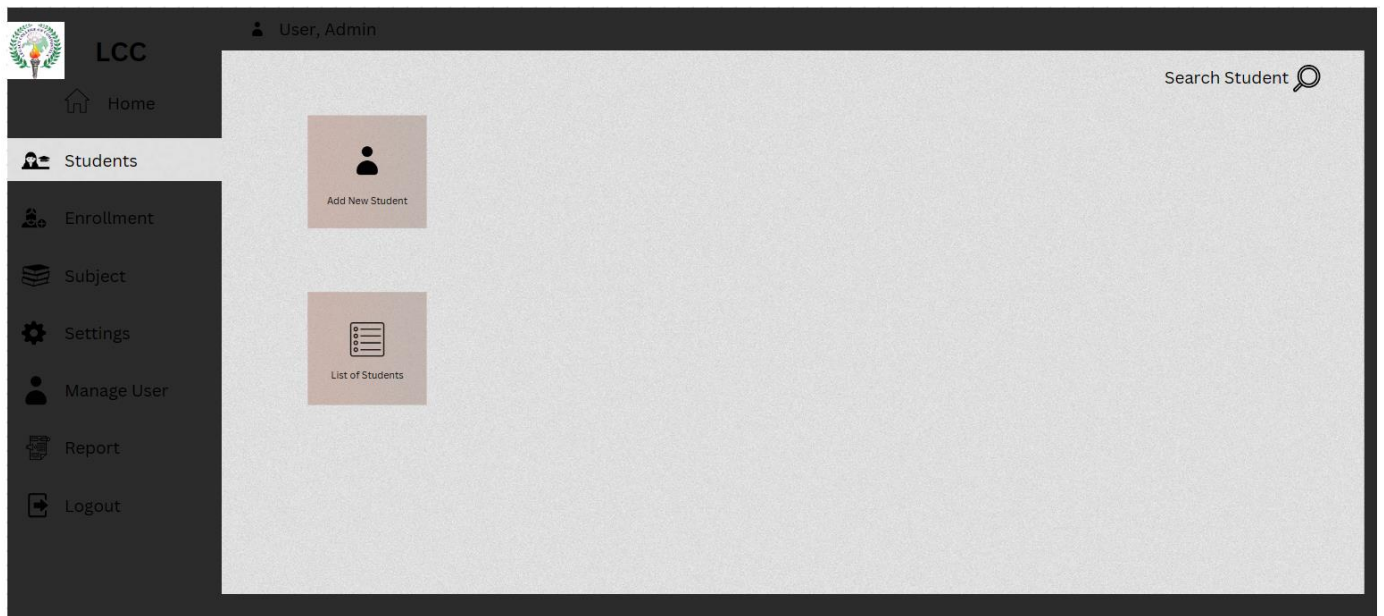 User, Admin
LCC
Search Student
Home
Students
Add New Student
Enrollment
Subject
Settings
List of Students
Manage User
Report
Logout